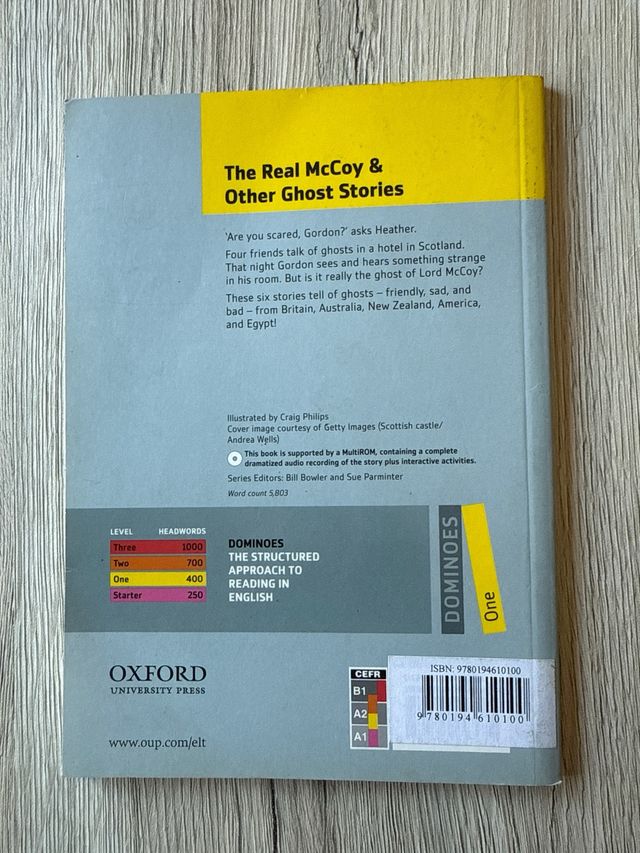 The Real McCoy &
Other Ghost Stories
'Are you scared, Gordon?' asks Heather.
Four friends talk of ghosts in a hotel in Scotland.
That night Gordon sees and hears something strange
in his room. But is it really the ghost of Lord McCoy?
These six stories tell of ghosts – friendly, sad, and
bad – from Britain, Australia, New Zealand, America,
and Egypt!
Illustrated by Craig Philips
Cover image courtesy of Getty Images (Scottish castle/
Andrea Wells)
This book is supported by a MultiROM, containing a complete
dramatized audio recording of the story plus interactive activities.
Series Editors: Bill Bowler and Sue Parminter
Word count 5,803
LEVEL HEADWORDS
Three 1000
Two 700
One 400
Starter 250
DOMINOES
THE STRUCTURED
APPROACH TO
READING IN
ENGLISH
DOMINOES
One
OXFORD
UNIVERSITY PRESS
www.oup.com/elt
CEFR
B1
A2
A1
ISBN: 9780194610100
9 780194 610100